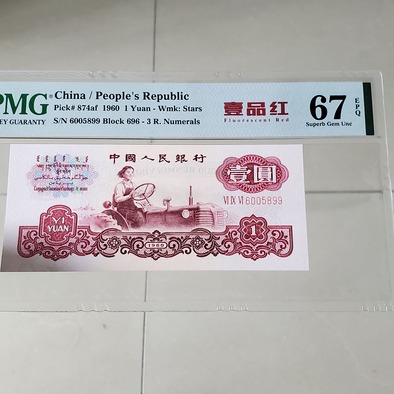 PMG China / People's Republic
Pick# 874af 1960 1 Yuan - Wmk: Stars
S/N 6005899 Block 696 - 3 R. Numerals
壹品红
Fluorescent Red
67 EPQ
Superb Gem Unc
EY GUARANTY
中国人民银行
壹圆
VI IX VI 6005899
YI
YUAN
1960
1